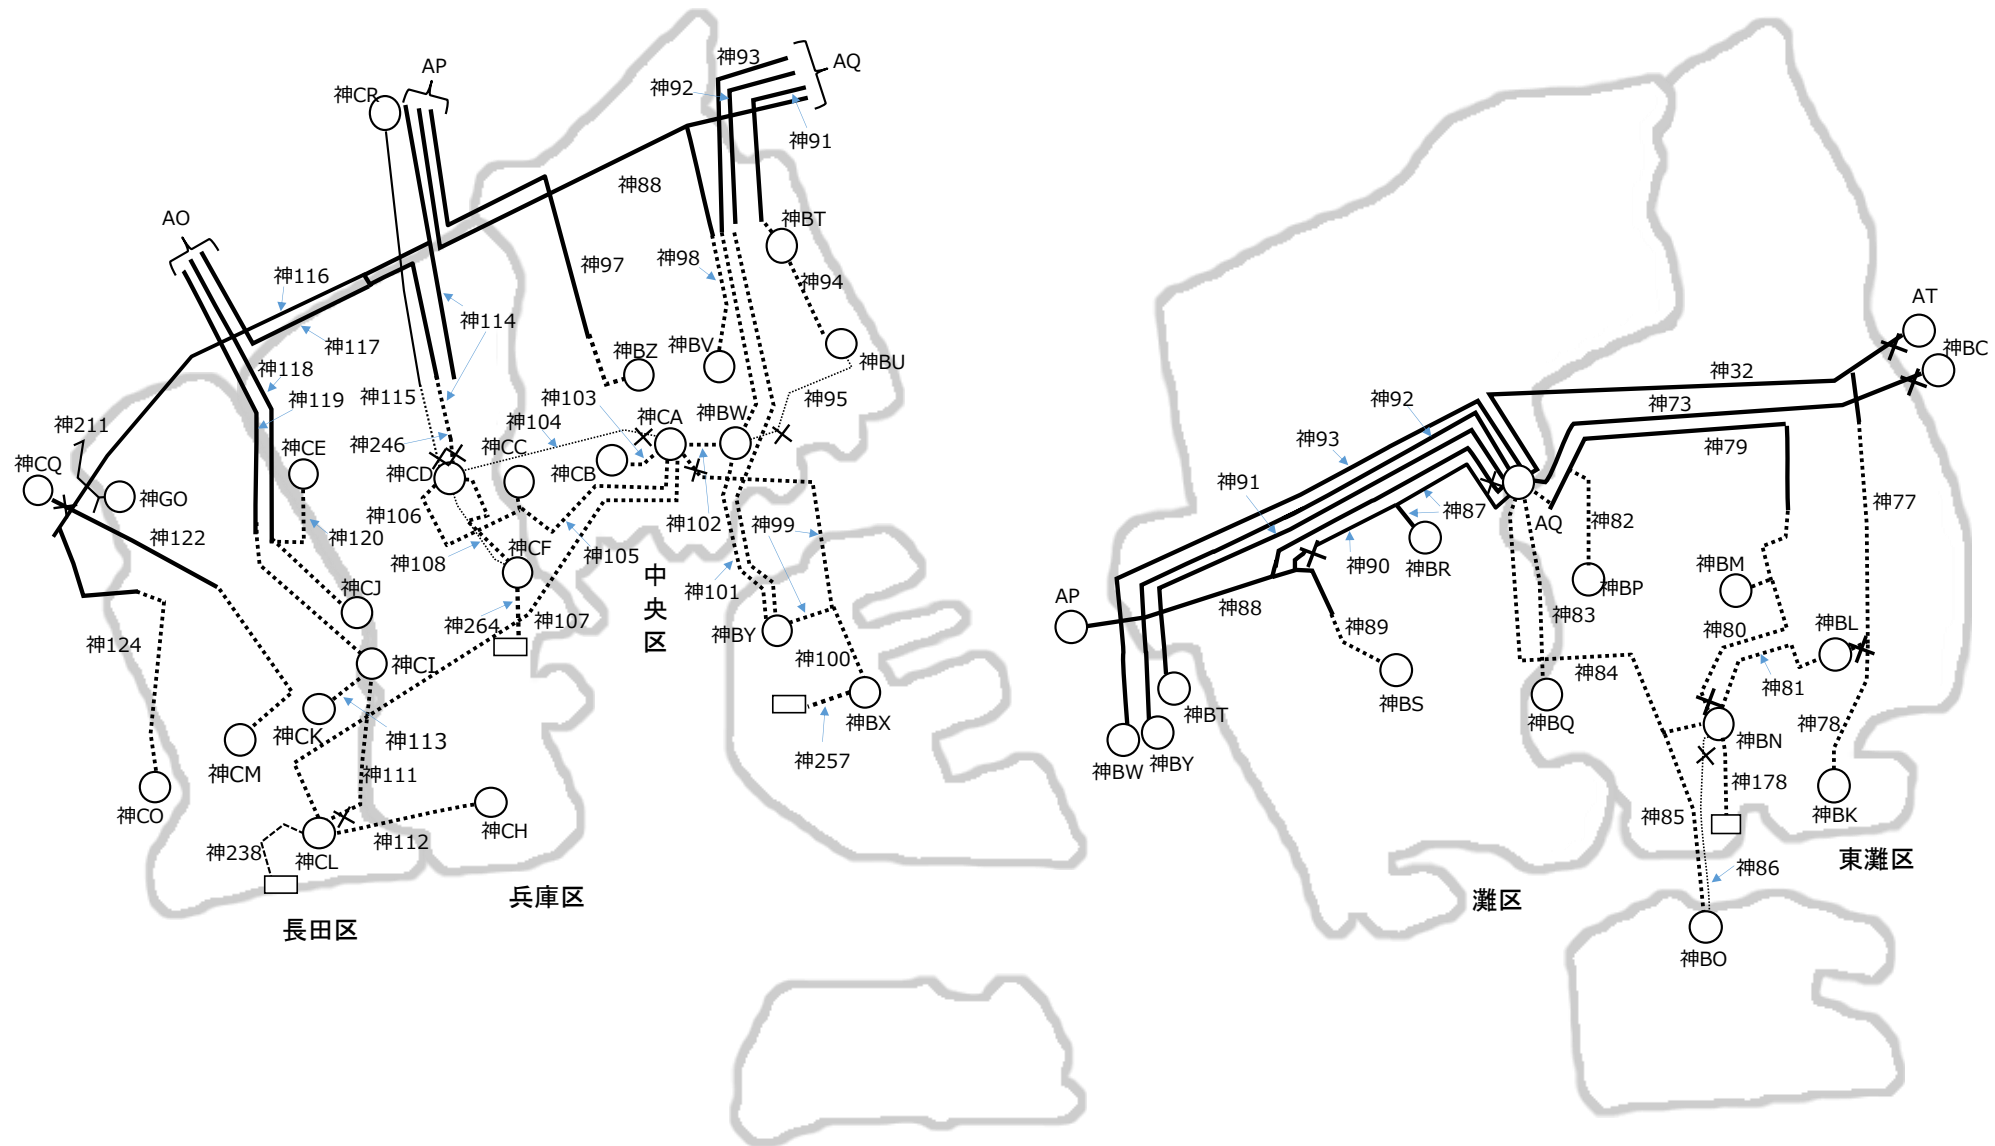 神93
AQ
神92
神91
AP
神CR
神88
AO
神BT
神116
神97
神98
神94
神117
神114
神118
神BZ
神BV
神BU
神119
神115
神103
神104
神CA
神BW
神95
神211
神CE
神246
神CC
神CQ
神GO
神CD
神CB
神106
神102
神99
神122
神120
神108
神CF
神105
神101
中央区
神CJ
神264
神107
神BY
神124
神CI
神100
神CK
神113
神BX
神CM
神111
神257
神CO
神CH
神238
神CL
神112
兵庫区
長田区
AT
神BC
神32
神92
神73
神93
神79
神91
神87
神77
AQ
神82
神90
神BR
神BM
神BP
AP
神88
神83
神89
神80
神BL
神84
神81
神BS
神BT
神BQ
神78
神BN
神BW
神BY
神178
神85
神BK
東灘区
神86
灘区
神BO